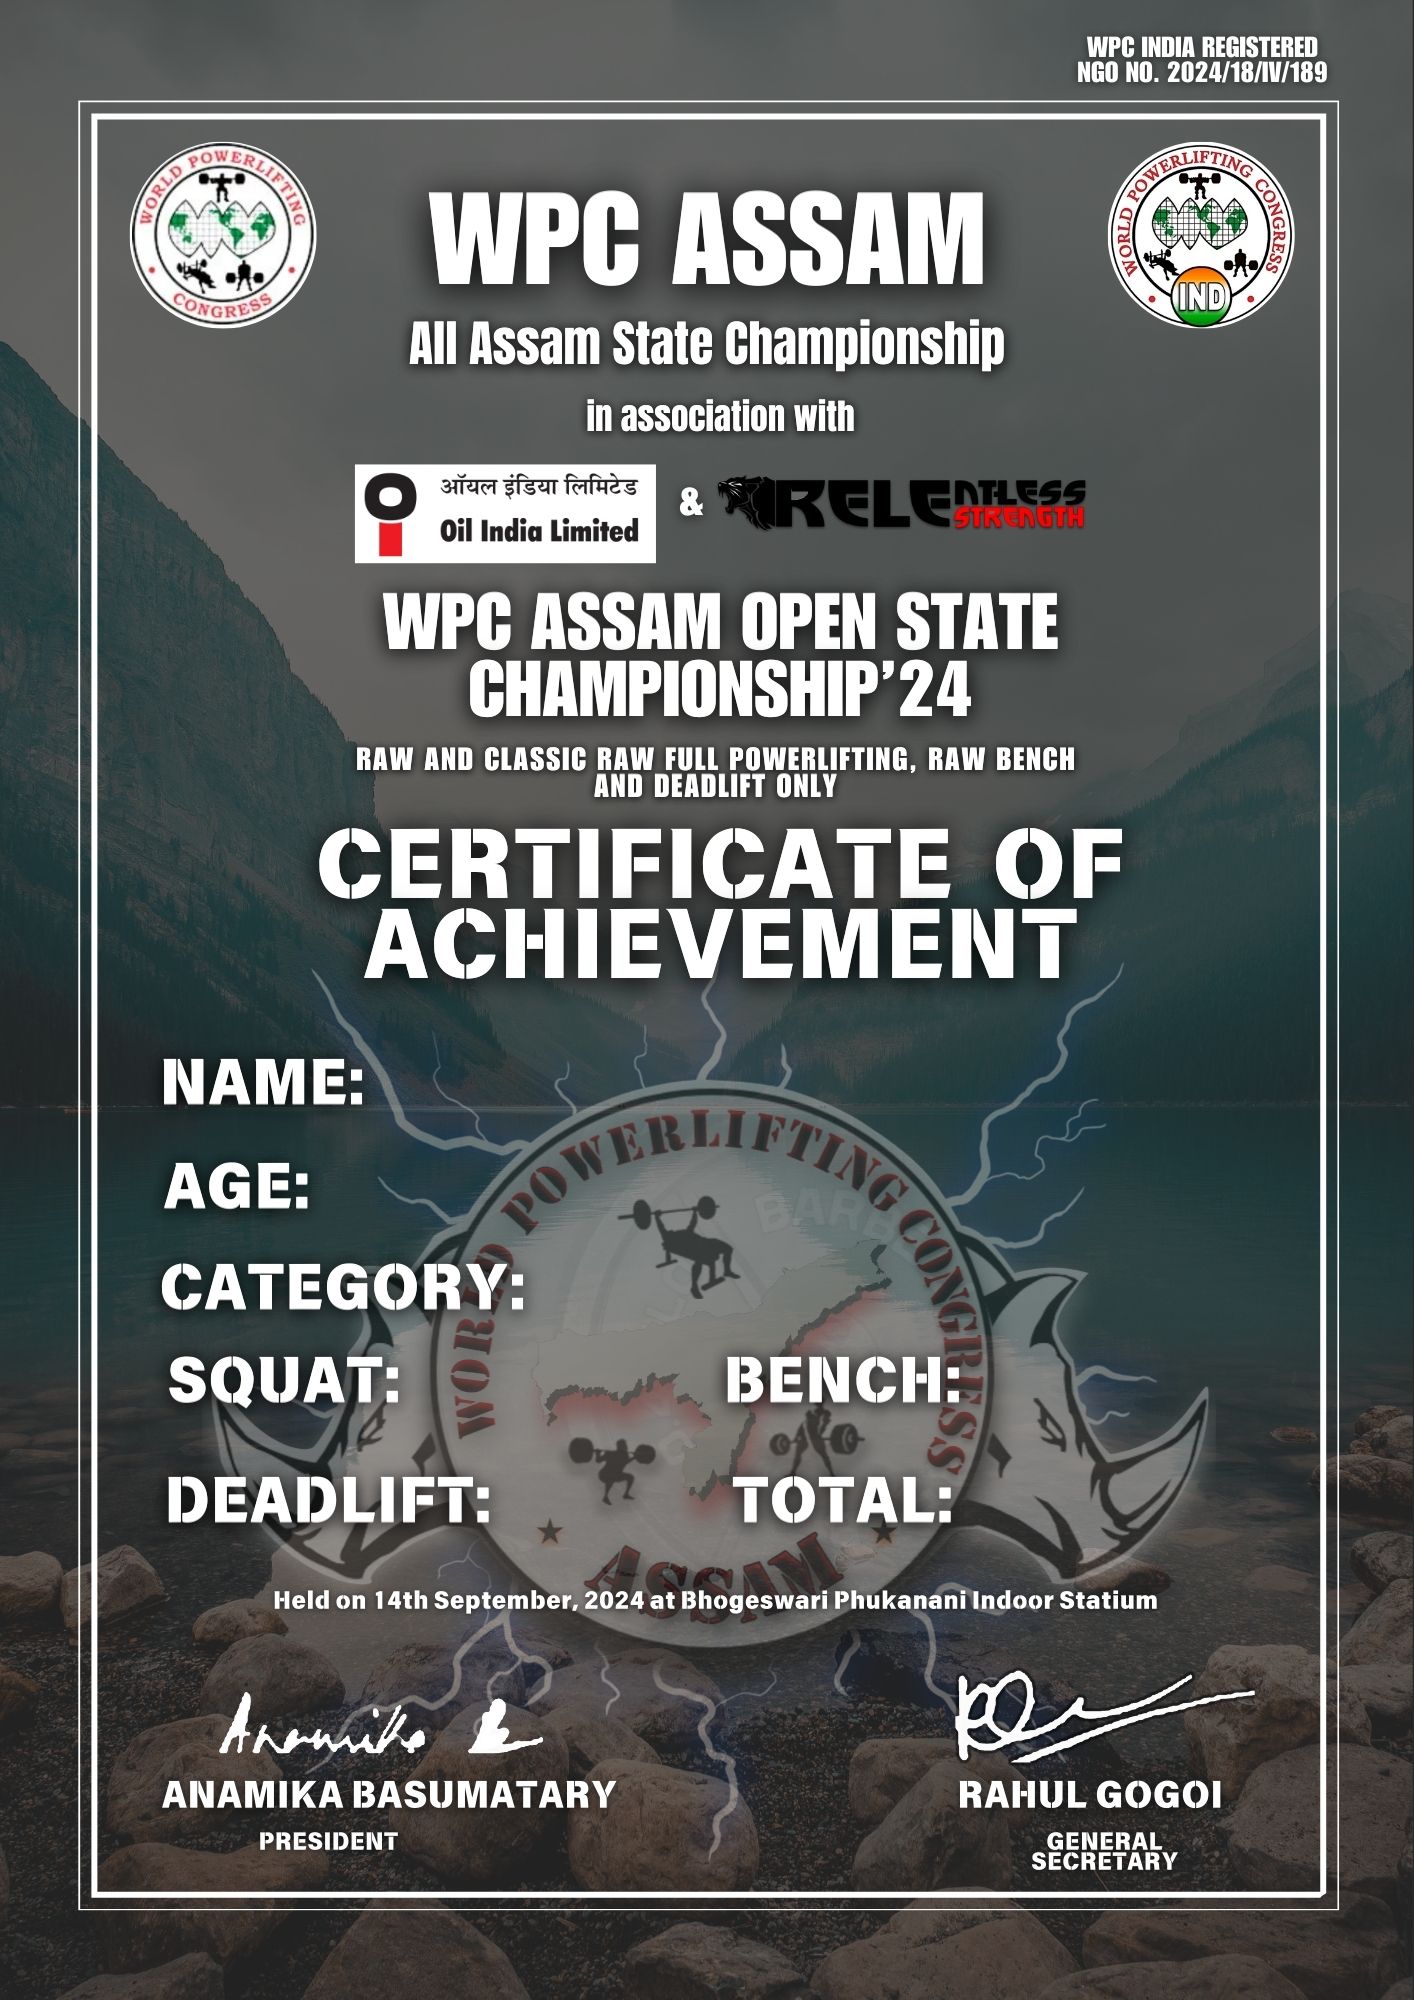 WPC INDIA REGISTERED
NGO NO. 2024/18/IV/189
WORLD POWERLIFTING
CONGRESS
WORLD POWERLIFTING CONGRESS
IND
WPC ASSAM
All Assam State Championship
in association with
ऑयल इंडिया लिमिटेड
Oil India Limited
&
RELENTLESS
STRENGTH
WPC ASSAM OPEN STATE
CHAMPIONSHIP'24
RAW AND CLASSIC RAW FULL POWERLIFTING, RAW BENCH
AND DEADLIFT ONLY
CERTIFICATE OF
ACHIEVEMENT
NAME:
AGE:
CATEGORY:
SQUAT:
BENCH:
DEADLIFT:
TOTAL:
WORLD POWERLIFTING CONGRESS
ASSAM
Held on 14th September, 2024 at Bhogeswari Phukanani Indoor Statium
Anamika
ANAMIKA BASUMATARY
PRESIDENT
RAHUL GOGOI
GENERAL
SECRETARY